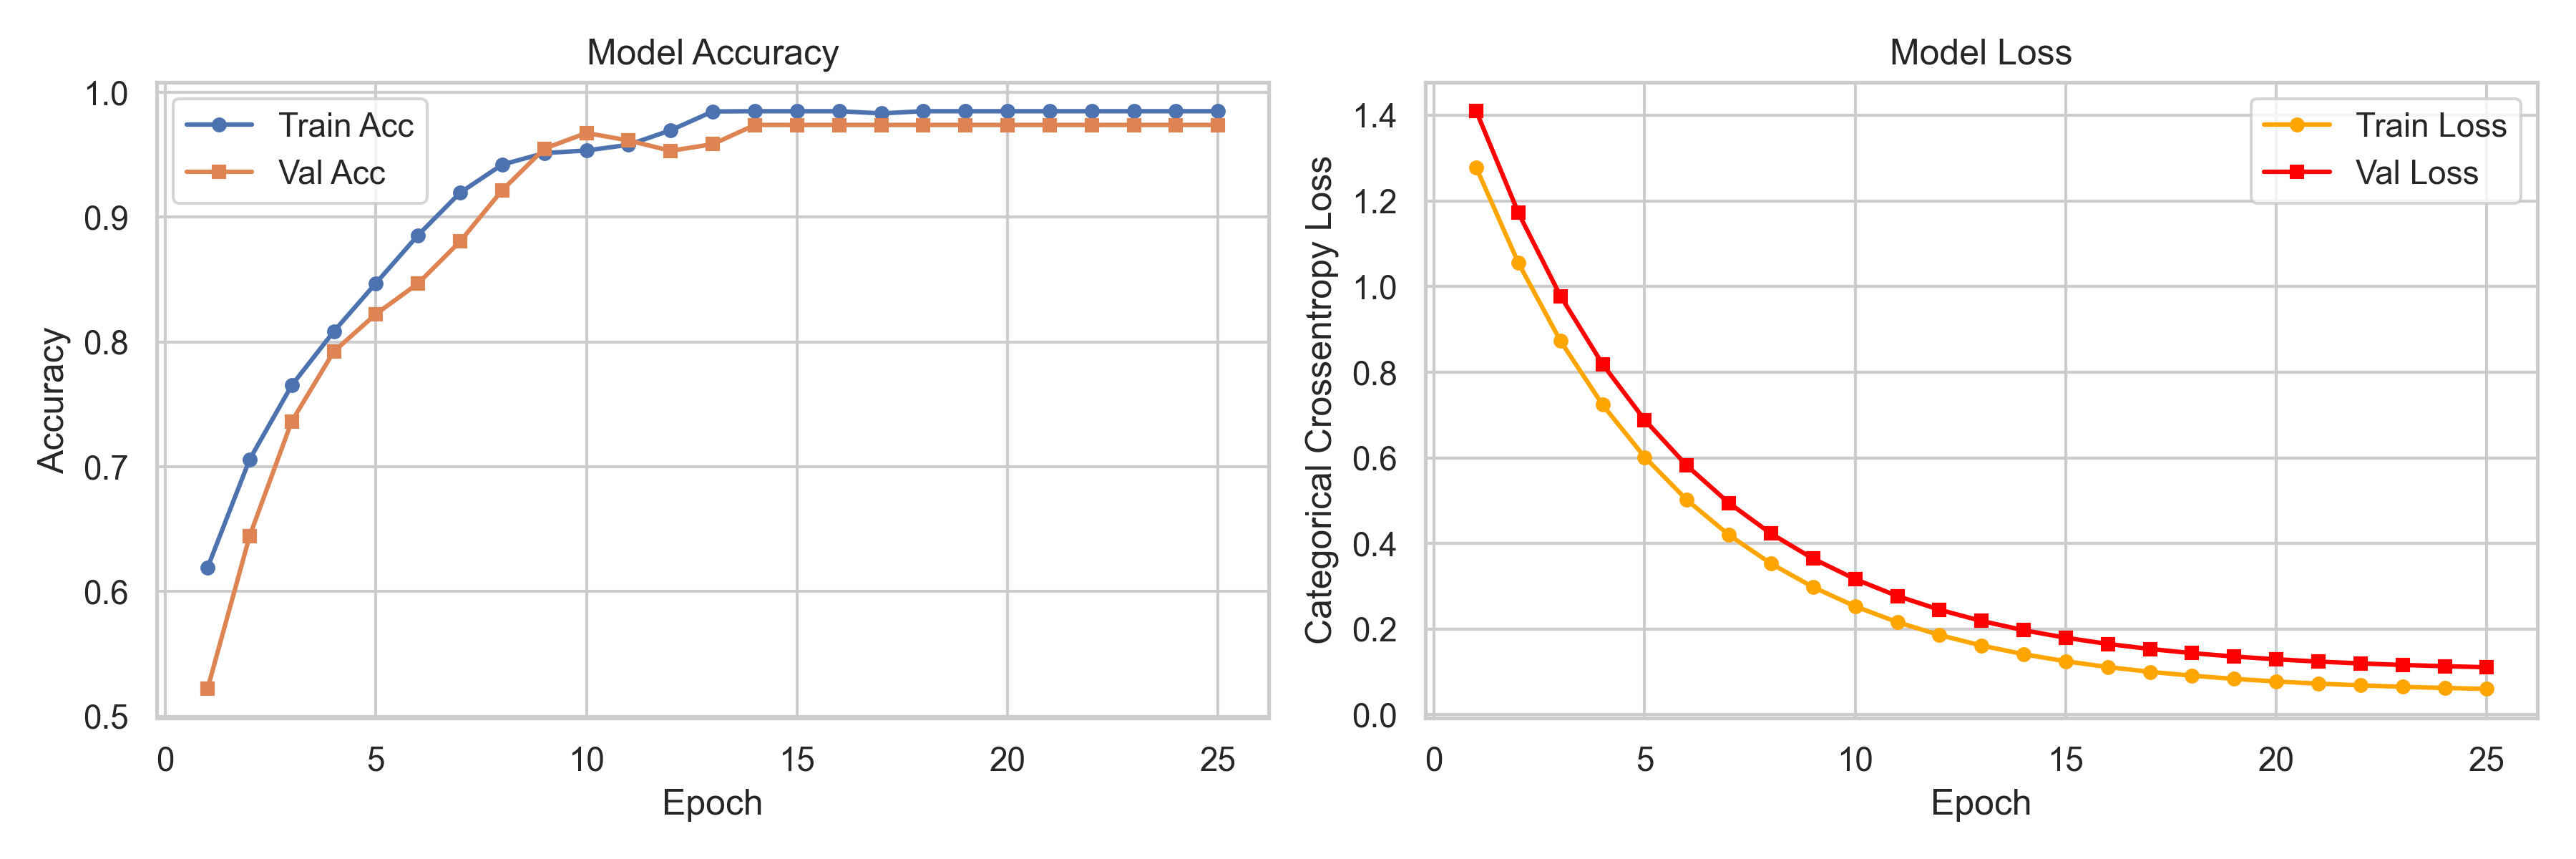 Model Accuracy
1.0
0.9
0.8
0.7
0.6
0.5
Accuracy
Train Acc
Val Acc
0 5 10 15 20 25
Epoch
Model Loss
1.4
1.2
1.0
0.8
0.6
0.4
0.2
0.0
Categorical Crossentropy Loss
Train Loss
Val Loss
0 5 10 15 20 25
Epoch